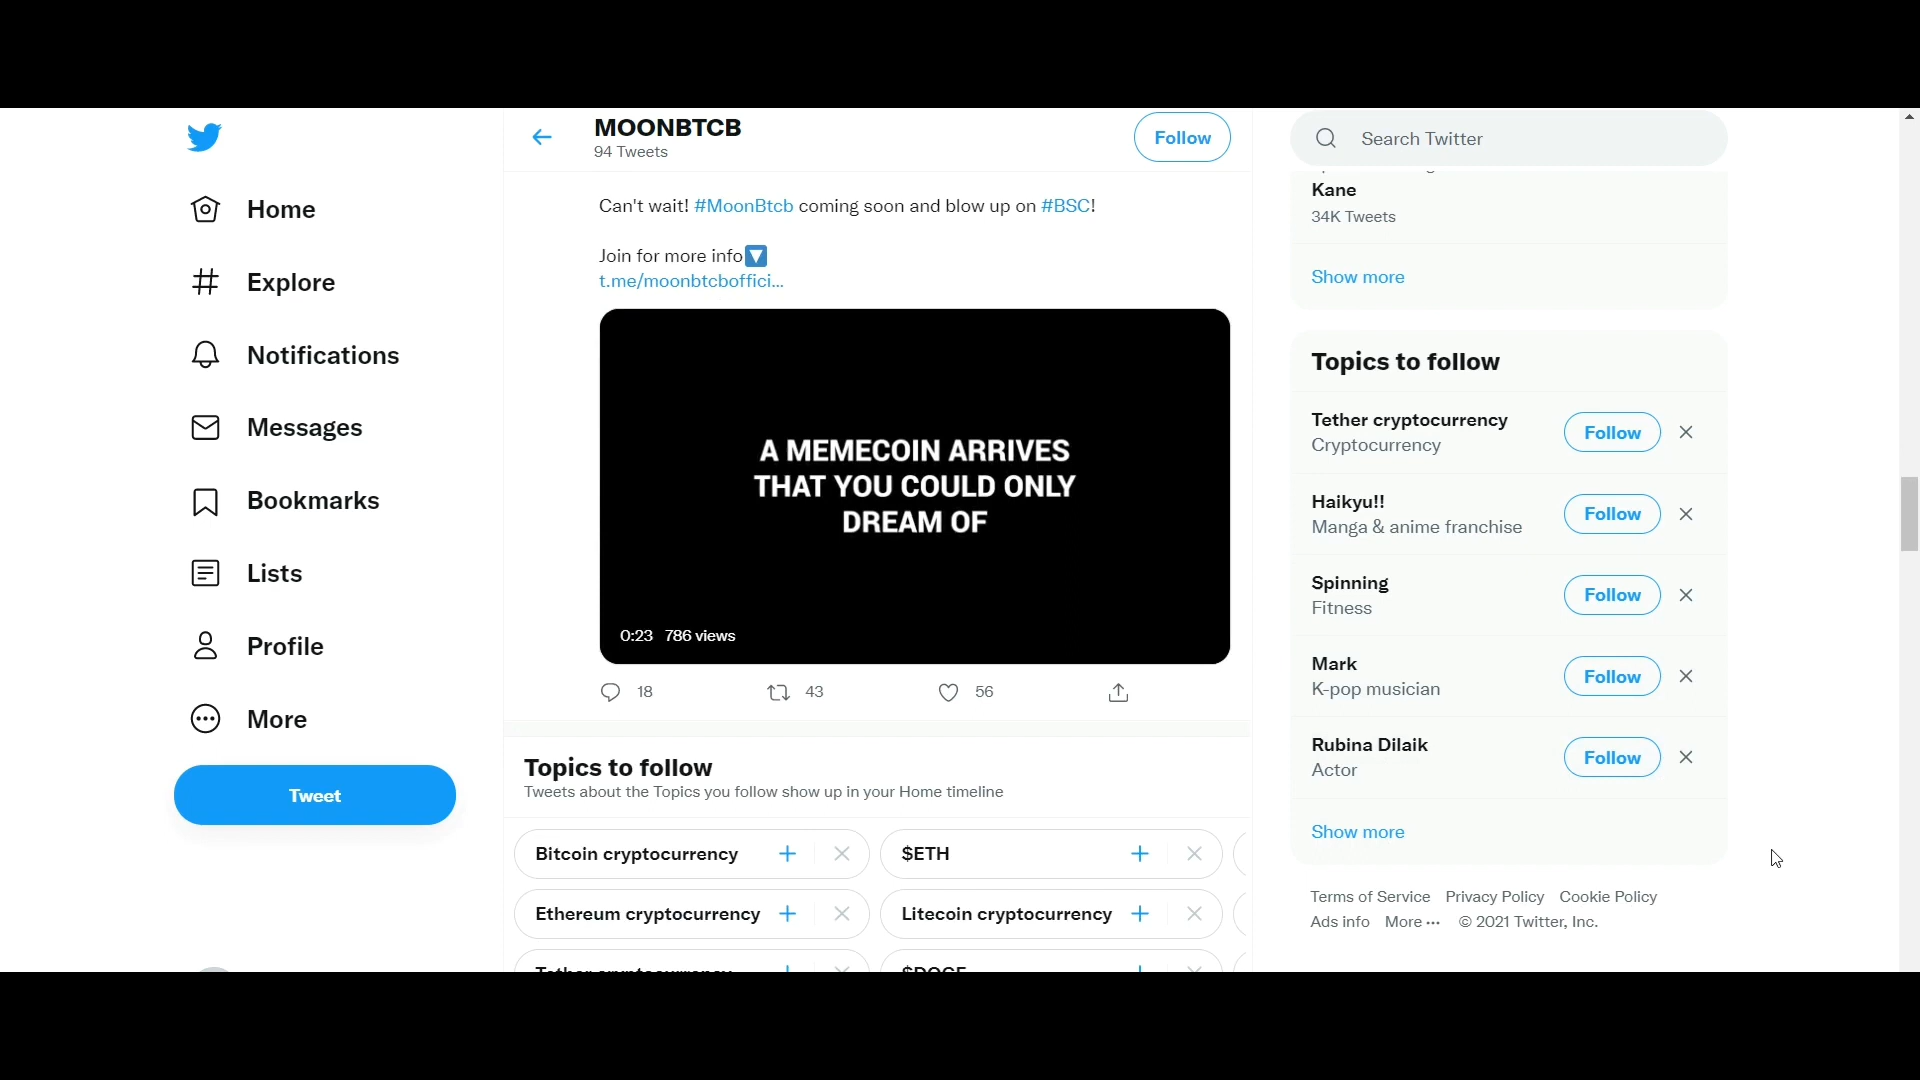 Home
Explore
Notifications
Messages
Bookmarks
Lists
Profile
More
Tweet
MOONBTCB
94 Tweets
Follow
Can't wait! #MoonBtcb coming soon and blow up on #BSC!
Join for more info
t.me/moonbtcboffici...
A MEMECOIN ARRIVES
THAT YOU COULD ONLY
DREAM OF
0:23 786 views
18 43 56
Topics to follow
Tweets about the Topics you follow show up in your Home timeline
Bitcoin cryptocurrency
$ETH
Ethereum cryptocurrency
Litecoin cryptocurrency
Tether cryptocurrency
$DOGE
Search Twitter
Kane
34K Tweets
Show more
Topics to follow
Tether cryptocurrency
Cryptocurrency
Follow
Haikyu!!
Manga & anime franchise
Follow
Spinning
Fitness
Follow
Mark
K-pop musician
Follow
Rubina Dilaik
Actor
Follow
Show more
Terms of Service Privacy Policy Cookie Policy
Ads info More ··· © 2021 Twitter, Inc.